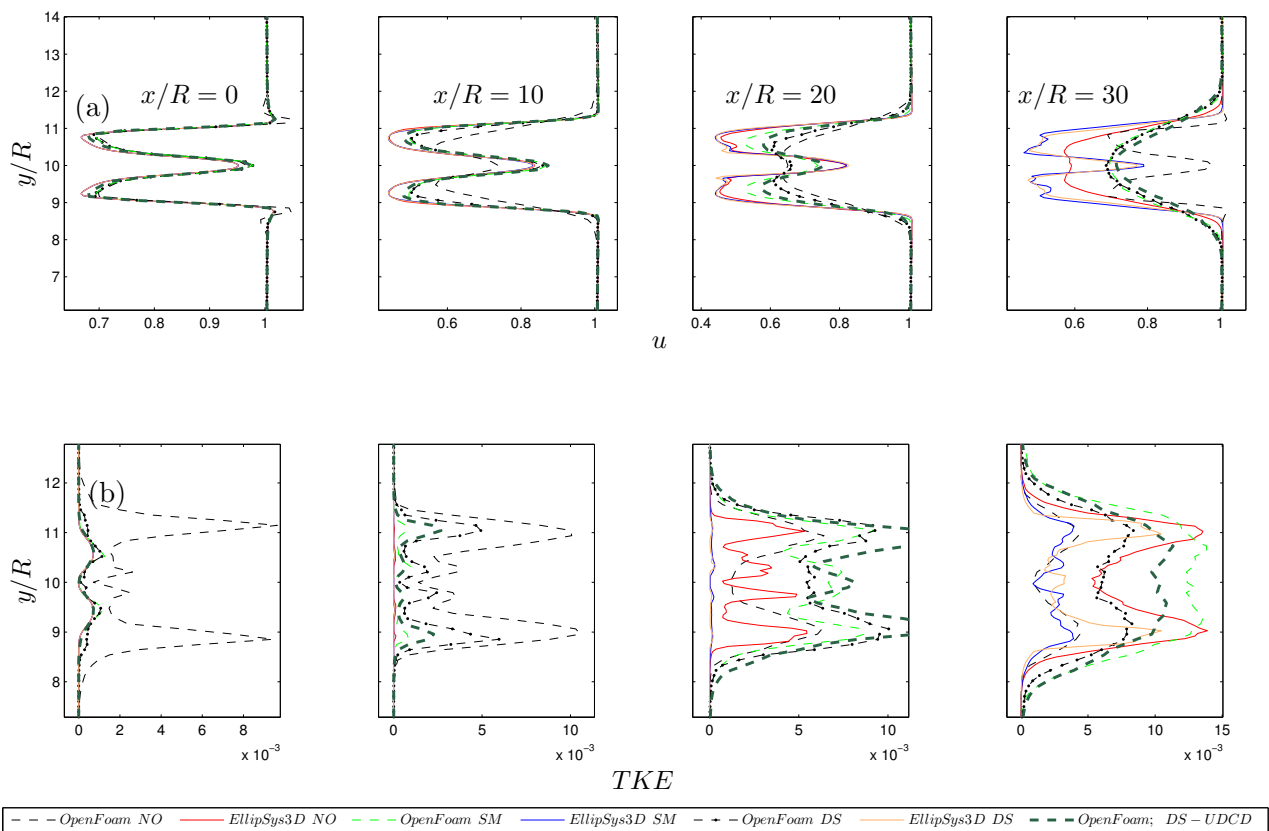 14
13
12
11
10
9
8
7
y/R
(a)
x/R = 0
x/R = 10
x/R = 20
x/R = 30
0.7 0.8 0.9 1
0.6 0.8 1
0.4 0.6 0.8 1
0.6 0.8 1
u
12
11
10
9
8
y/R
(b)
0 2 4 6 8
0 5 10
0 5 10
0 5 10 15
x 10⁻³
x 10⁻³
x 10⁻³
x 10⁻³
TKE
OpenFoam NO EllipSys3D NO OpenFoam SM EllipSys3D SM OpenFoam DS EllipSys3D DS OpenFoam; DS−UDCD